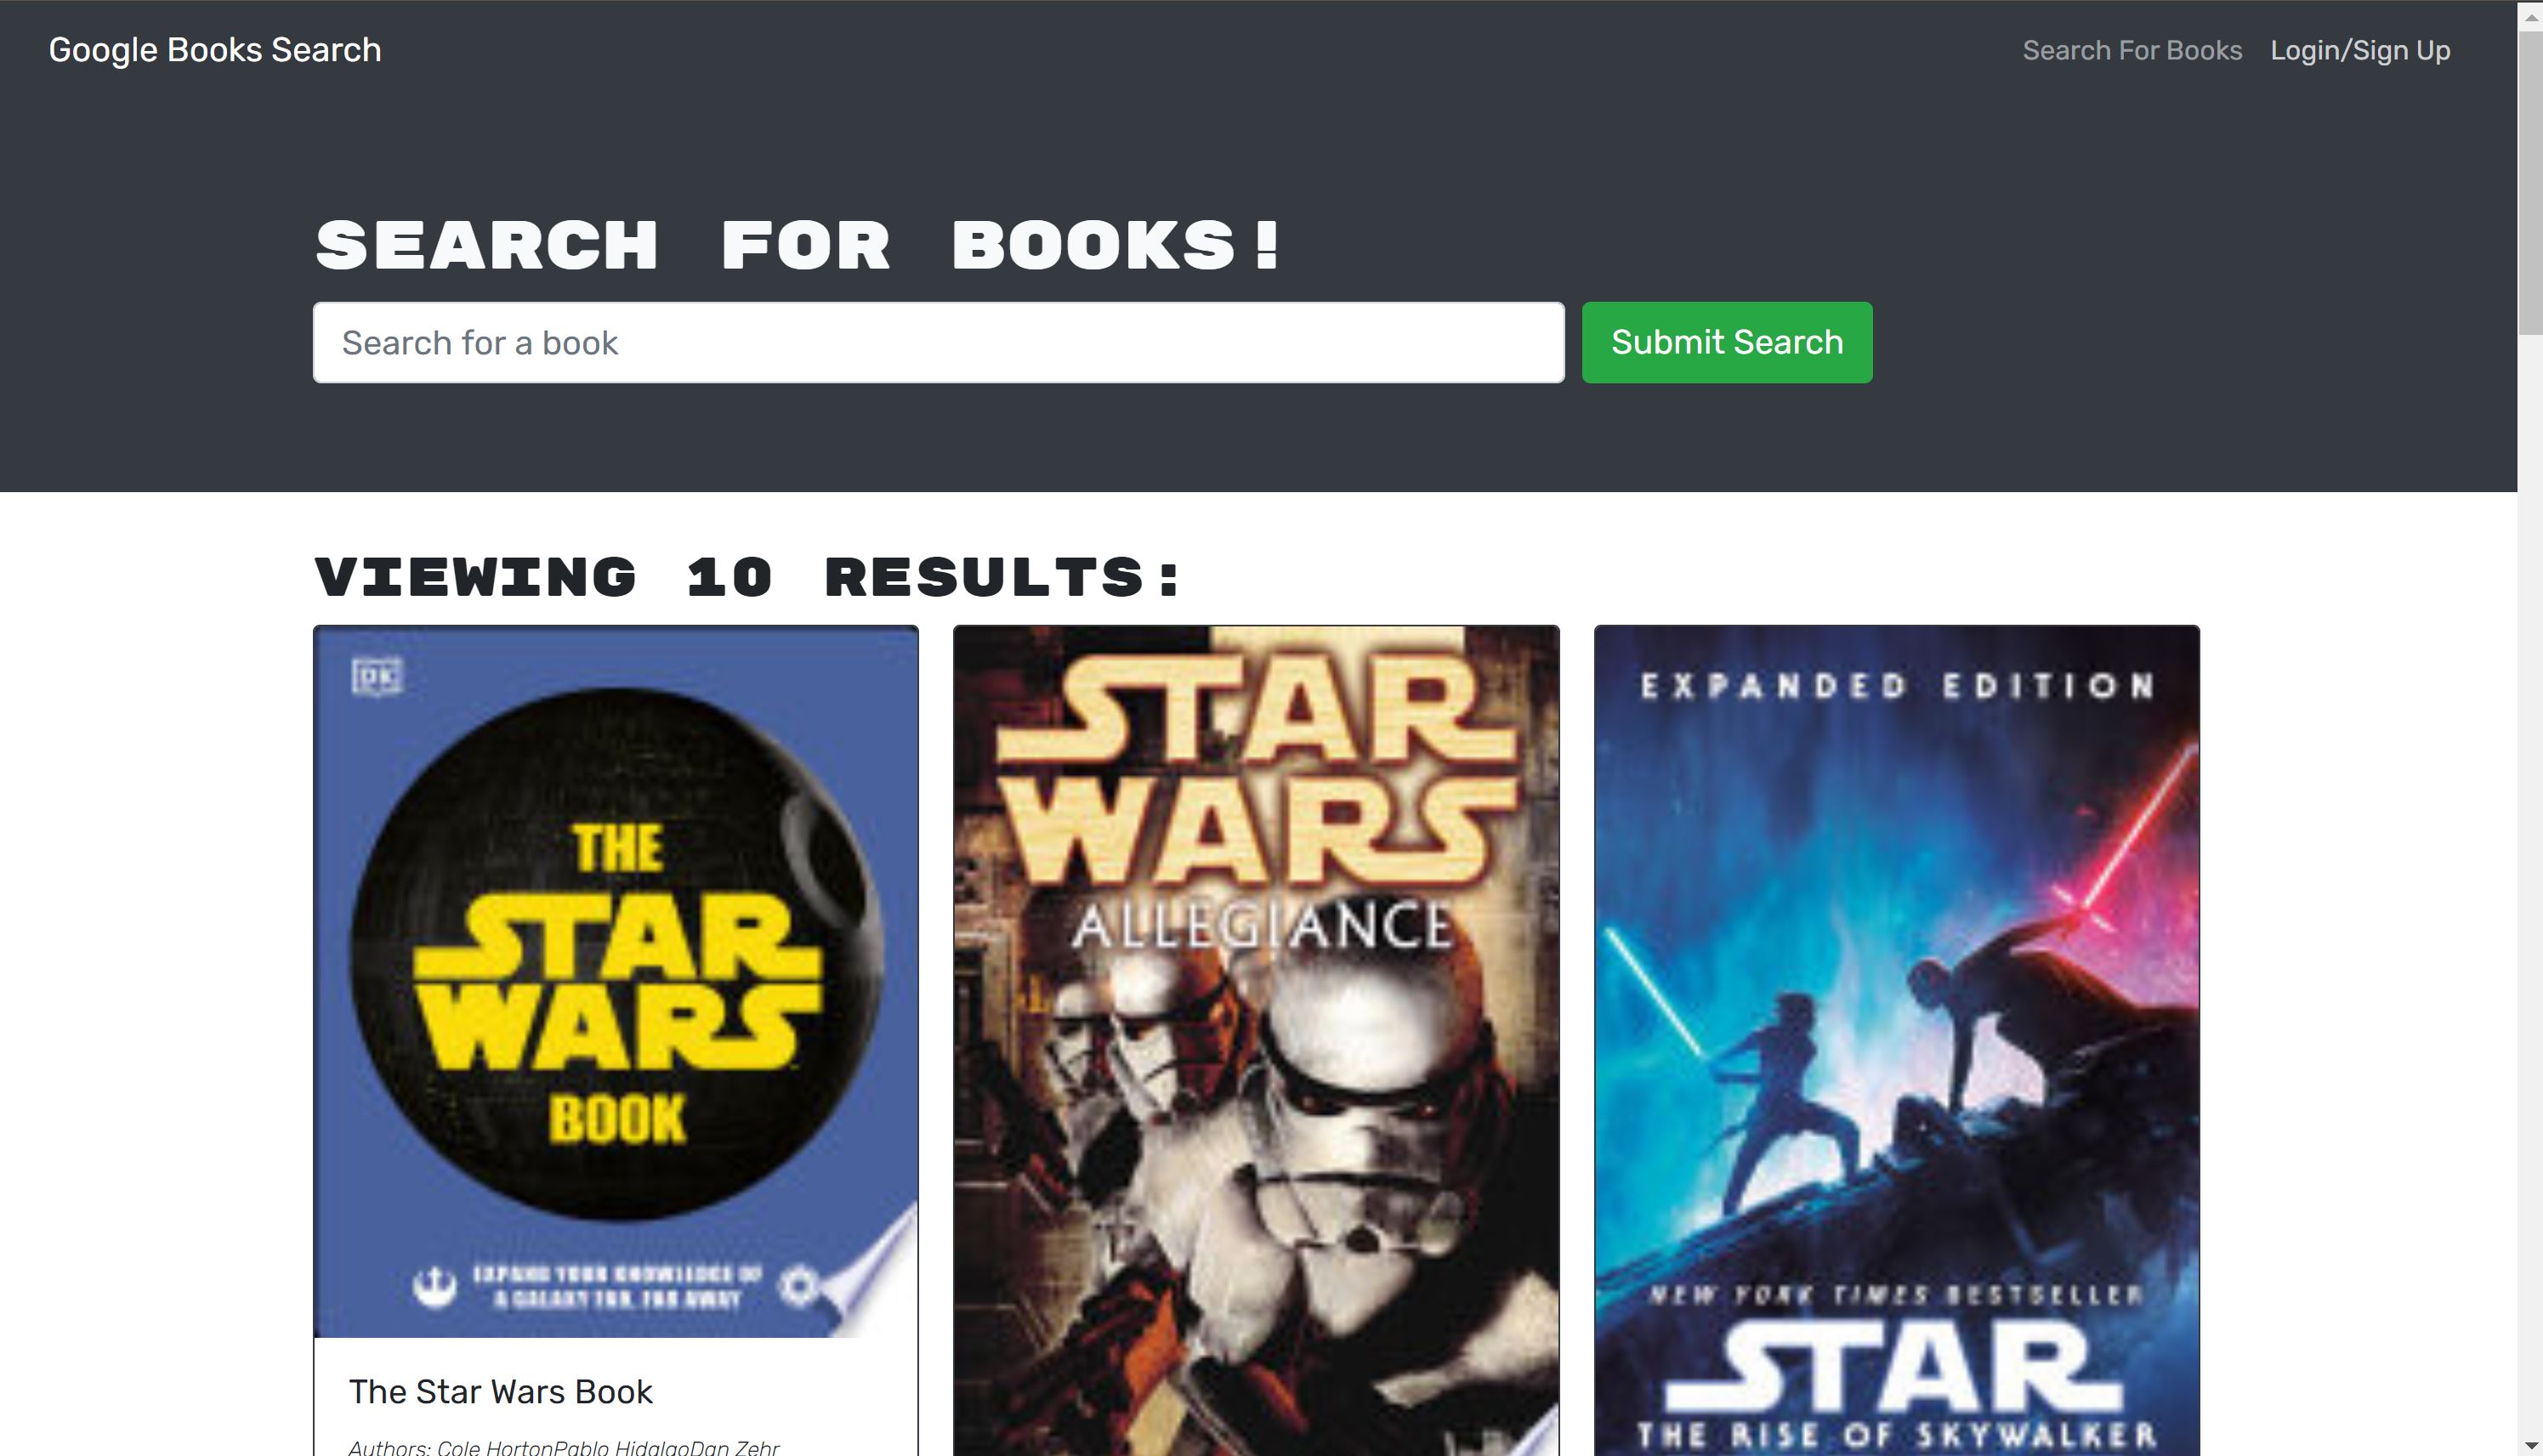 Google Books Search
Search For Books Login/Sign Up
SEARCH FOR BOOKS!
Search for a book
Submit Search
VIEWING 10 RESULTS:
DK
THE
STAR
WARS
BOOK
EXPAND YOUR KNOWLEDGE OF
A GALAXY FAR, FAR AWAY
The Star Wars Book
Authors: Cole HortonPablo HidalgoDan Zehr
STAR
WARS
ALLEGIANCE
EXPANDED EDITION
NEW YORK TIMES BESTSELLER
STAR
THE RISE OF SKYWALKER